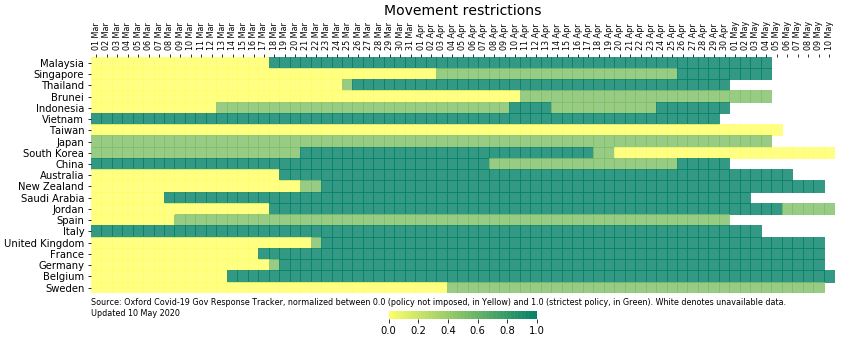 Movement restrictions
01 Mar 02 Mar 03 Mar 04 Mar 05 Mar 06 Mar 07 Mar 08 Mar 09 Mar 10 Mar 11 Mar 12 Mar 13 Mar 14 Mar 15 Mar 16 Mar 17 Mar 18 Mar 19 Mar 20 Mar 21 Mar 22 Mar 23 Mar 24 Mar 25 Mar 26 Mar 27 Mar 28 Mar 29 Mar 30 Mar 31 Mar 01 Apr 02 Apr 03 Apr 04 Apr 05 Apr 06 Apr 07 Apr 08 Apr 09 Apr 10 Apr 11 Apr 12 Apr 13 Apr 14 Apr 15 Apr 16 Apr 17 Apr 18 Apr 19 Apr 20 Apr 21 Apr 22 Apr 23 Apr 24 Apr 25 Apr 26 Apr 27 Apr 28 Apr 29 Apr 30 Apr 01 May 02 May 03 May 04 May 05 May 06 May 07 May 08 May 09 May 10 May
Malaysia
Singapore
Thailand
Brunei
Indonesia
Vietnam
Taiwan
Japan
South Korea
China
Australia
New Zealand
Saudi Arabia
Jordan
Spain
Italy
United Kingdom
France
Germany
Belgium
Sweden
Source: Oxford Covid-19 Gov Response Tracker, normalized between 0.0 (policy not imposed, in Yellow) and 1.0 (strictest policy, in Green). White denotes unavailable data.
Updated 10 May 2020
0.0 0.2 0.4 0.6 0.8 1.0